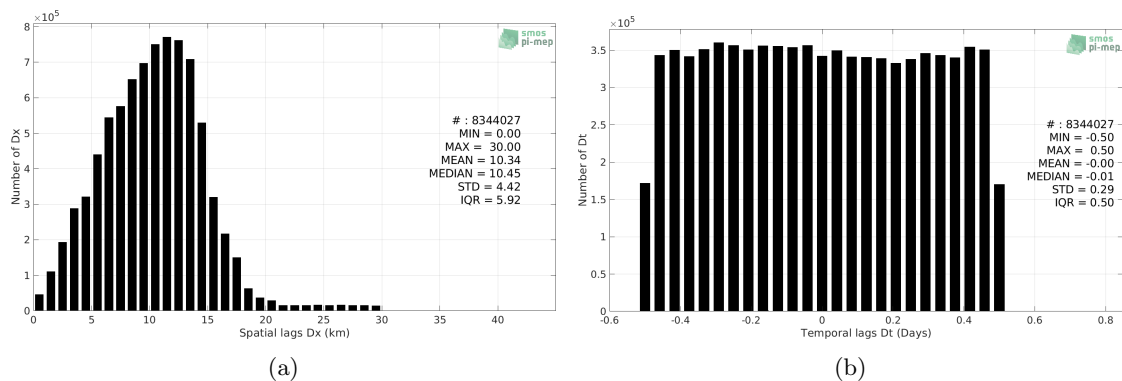 ×10⁵
8
7
6
5
4
3
2
1
0
Number of Dx
0 5 10 15 20 25 30 35 40
Spatial lags Dx (km)
smos
pi-mep
# : 8344027
MIN = 0.00
MAX = 30.00
MEAN = 10.34
MEDIAN = 10.45
STD = 4.42
IQR = 5.92
(a)
×10⁵
3.5
3
2.5
2
1.5
1
0.5
0
Number of Dt
-0.6 -0.4 -0.2 0 0.2 0.4 0.6 0.8
Temporal lags Dt (Days)
smos
pi-mep
# : 8344027
MIN = -0.50
MAX = 0.50
MEAN = -0.00
MEDIAN = -0.01
STD = 0.29
IQR = 0.50
(b)